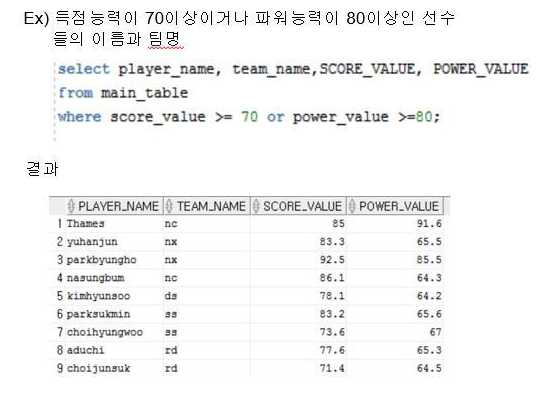 Ex) 득점능력이 70이상이거나 파워능력이 80이상인 선수
들의 이름과 팀명
select player_name, team_name,SCORE_VALUE, POWER_VALUE
from main_table
where score_value >= 70 or power_value >=80;
결과
PLAYER_NAME TEAM_NAME SCORE_VALUE POWER_VALUE
1 Thames nc 85 91.6
2 yuhanjun nx 83.3 65.5
3 parkbyungho nx 92.5 85.5
4 nasungbum nc 86.1 64.3
5 kimhyunsoo ds 78.1 64.2
6 parksukmin ss 83.2 65.6
7 choihyungwoo ss 73.6 67
8 aduchi rd 77.6 65.3
9 choijunsuk rd 71.4 64.5